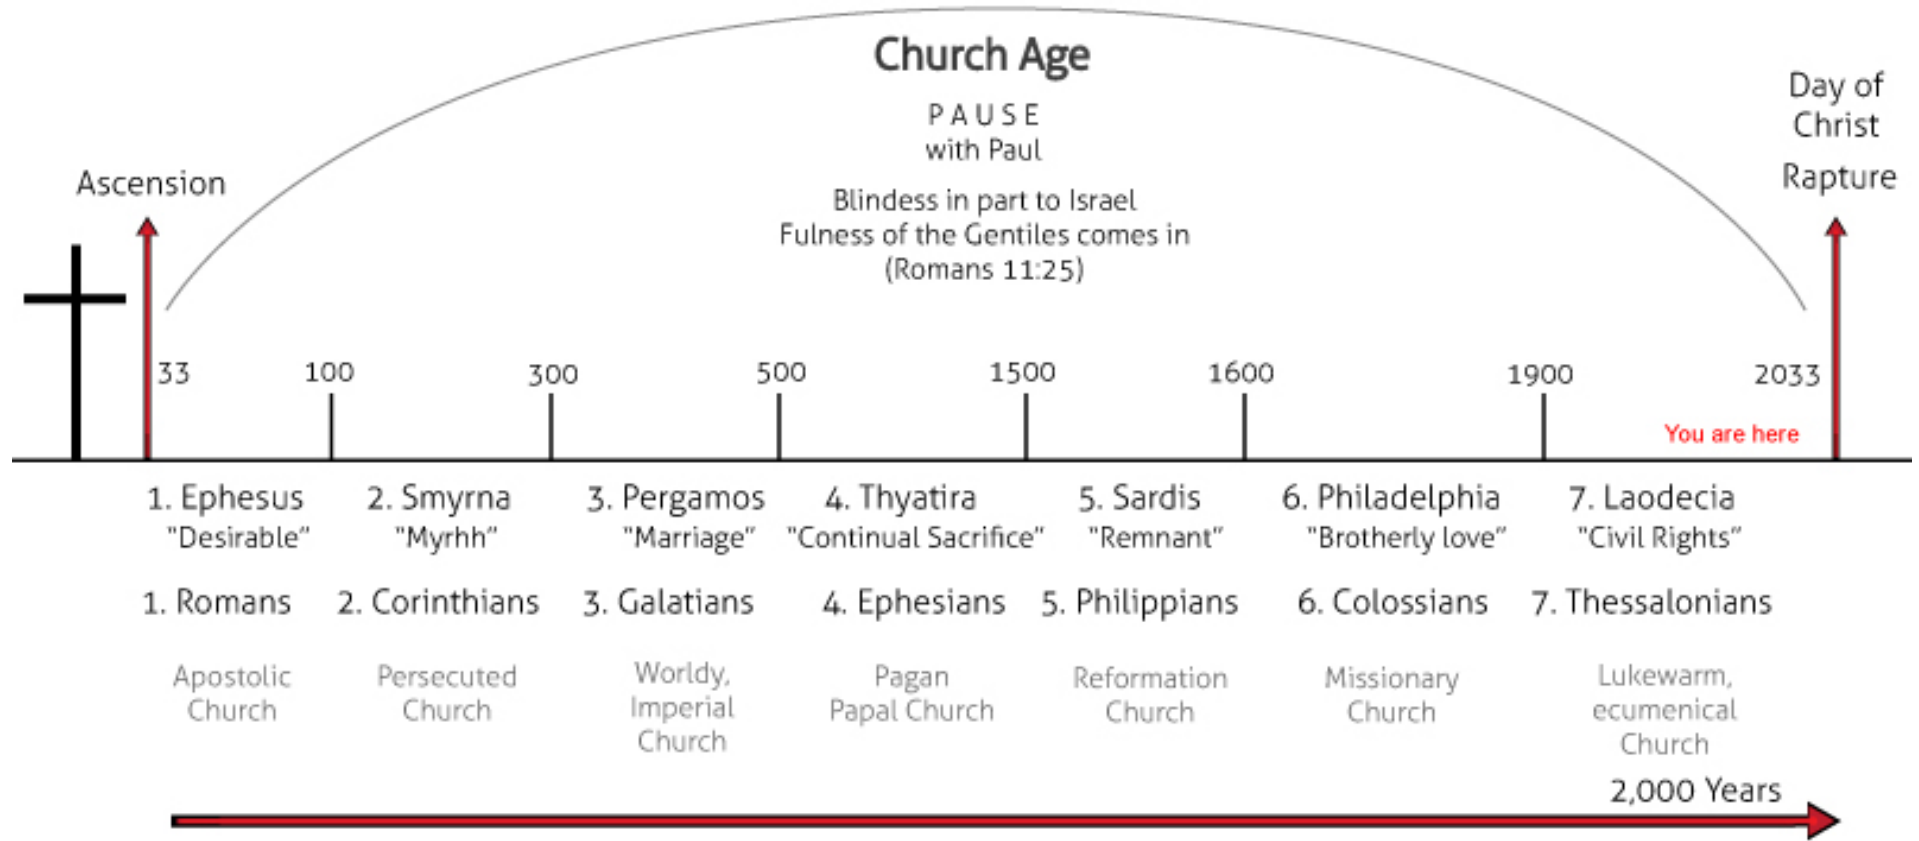 Church Age
PAUSE
with Paul
Blindess in part to Israel
Fulness of the Gentiles comes in
(Romans 11:25)
Ascension
Day of
Christ
Rapture
33 100 300 500 1500 1600 1900 2033
You are here
1. Ephesus 2. Smyrna 3. Pergamos 4. Thyatira 5. Sardis 6. Philadelphia 7. Laodecia
"Desirable" "Myrhh" "Marriage" "Continual Sacrifice" "Remnant" "Brotherly love" "Civil Rights"
1. Romans 2. Corinthians 3. Galatians 4. Ephesians 5. Philippians 6. Colossians 7. Thessalonians
Apostolic
Church
Persecuted
Church
Worldy,
Imperial
Church
Pagan
Papal Church
Reformation
Church
Missionary
Church
Lukewarm,
ecumenical
Church
2,000 Years